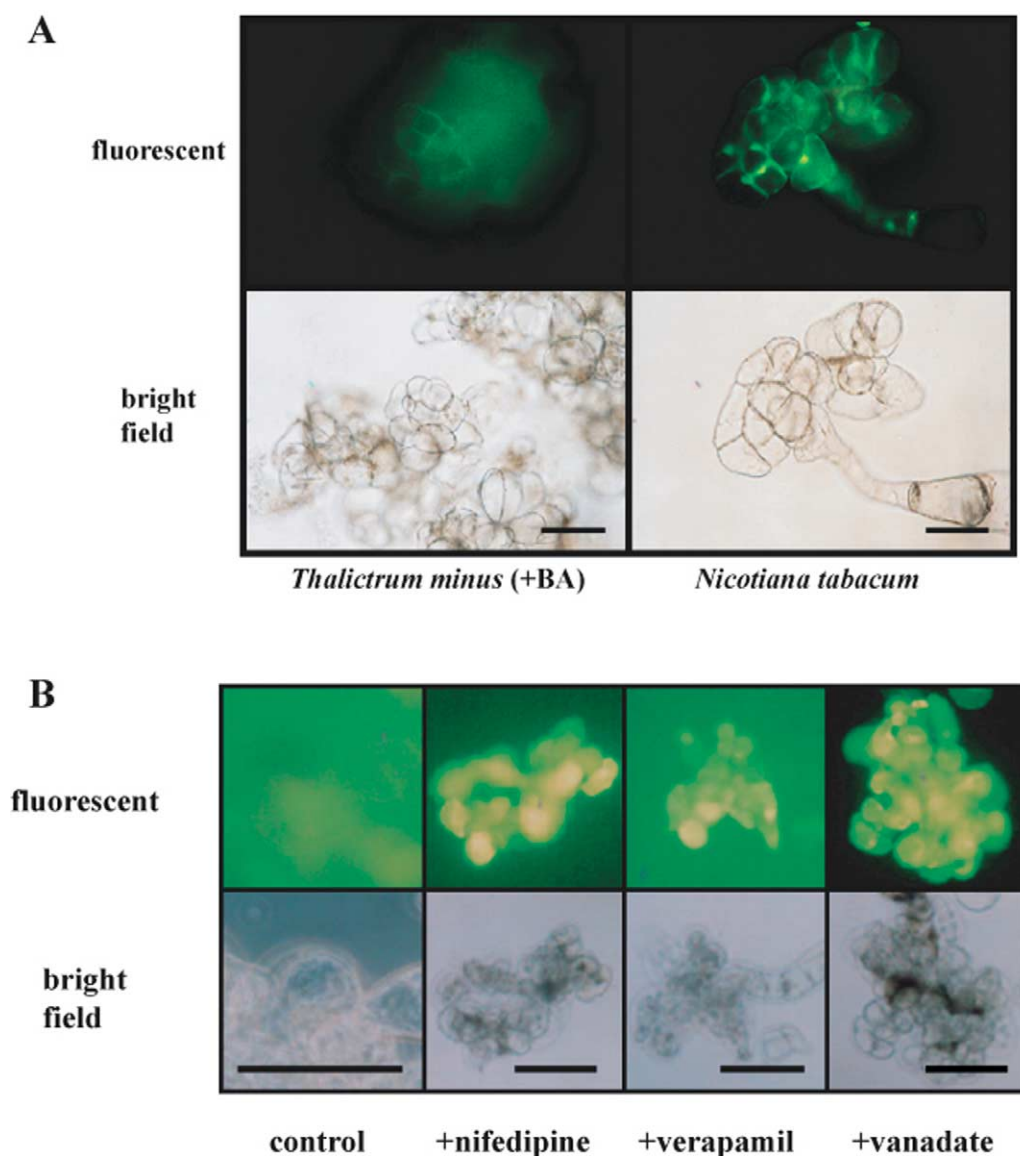 A
fluorescent
bright
field
Thalictrum minus (+BA)
Nicotiana tabacum
B
fluorescent
bright
field
control
+nifedipine
+verapamil
+vanadate